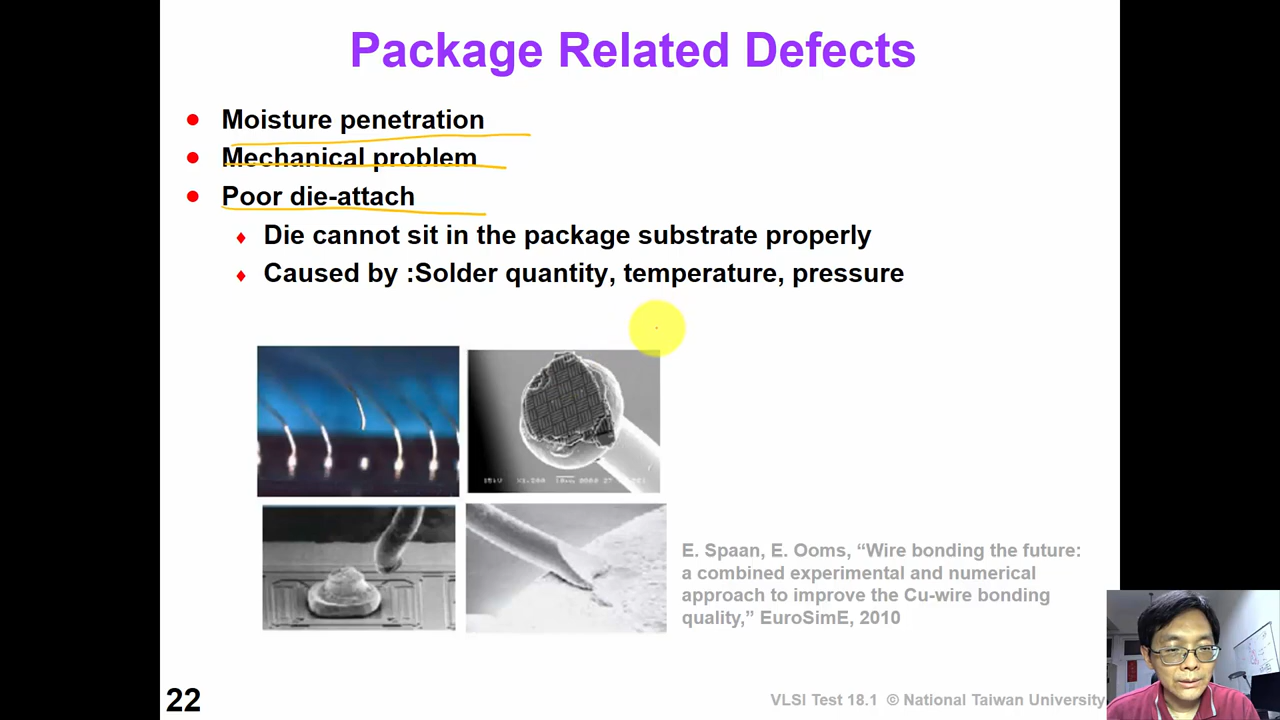 Package Related Defects
Moisture penetration
Mechanical problem
Poor die-attach
Die cannot sit in the package substrate properly
Caused by :Solder quantity, temperature, pressure
E. Spaan, E. Ooms, “Wire bonding the future:
a combined experimental and numerical
approach to improve the Cu-wire bonding
quality,” EuroSimE, 2010
22
VLSI Test 18.1 © National Taiwan University